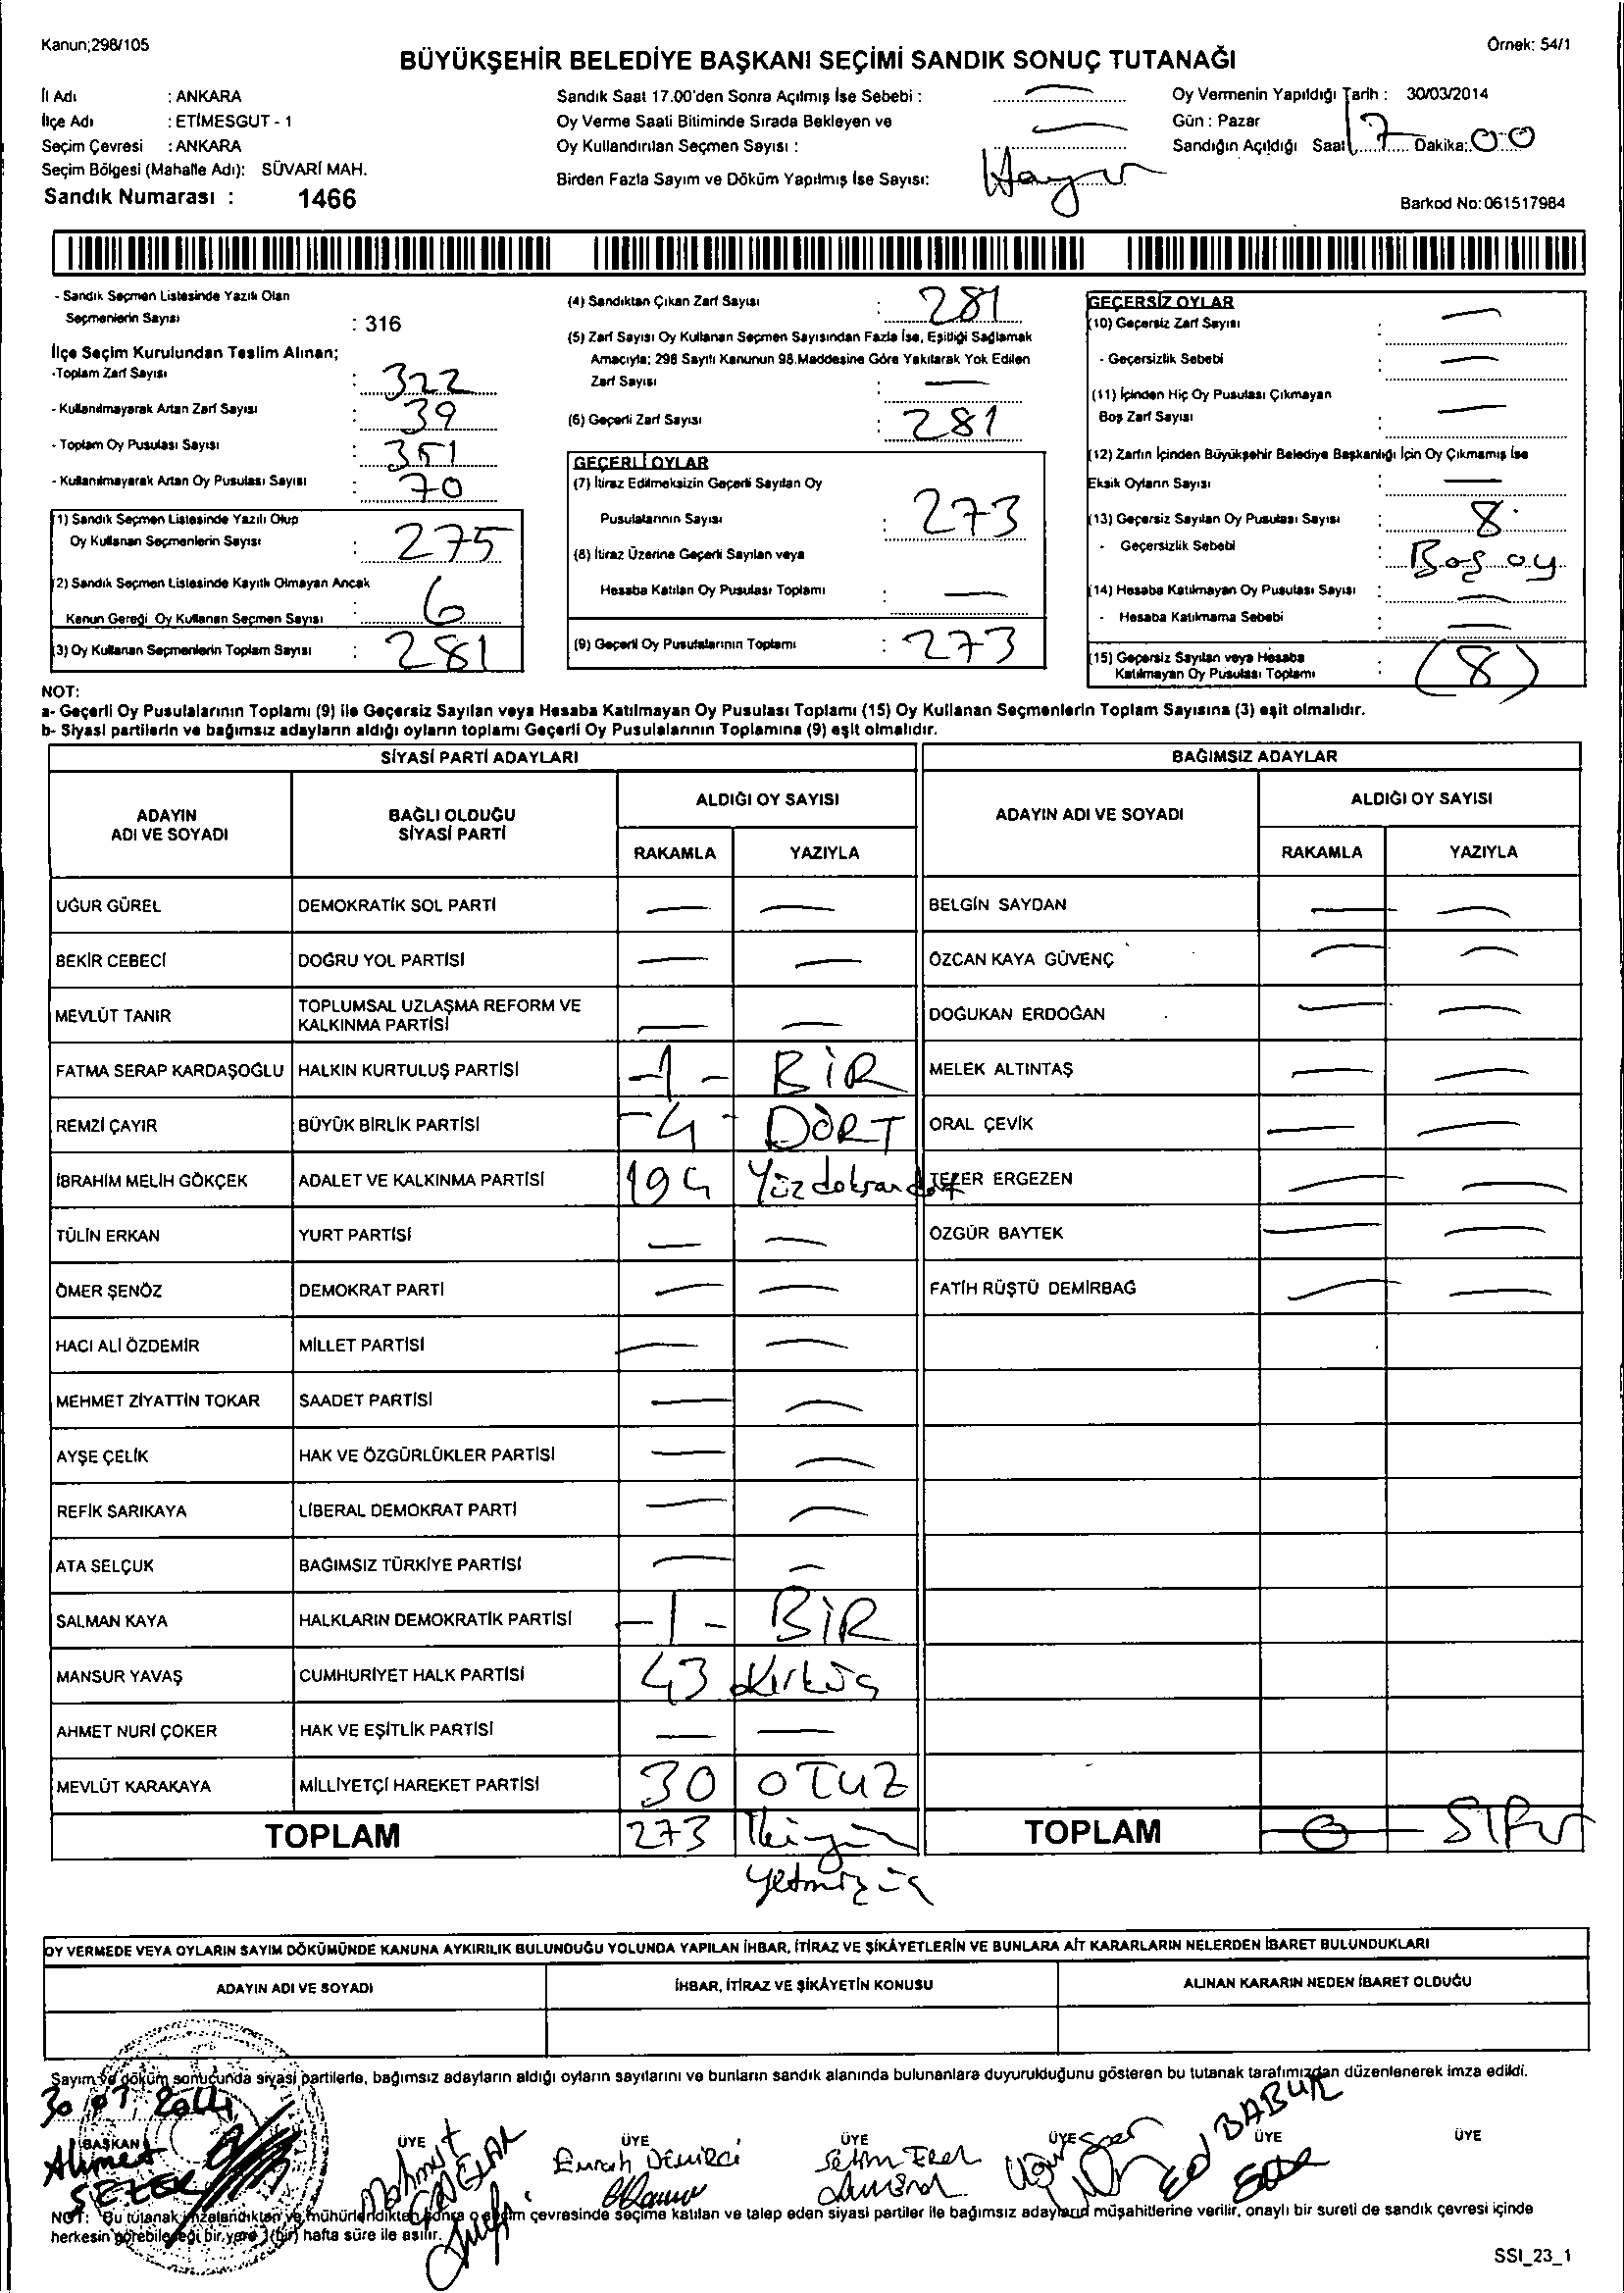 Kanun;298/105
Örnek: 54/1
BÜYÜKŞEHİR BELEDİYE BAŞKANI SEÇİMİ SANDIK SONUÇ TUTANAĞI
İl Adı : ANKARA
İlçe Adı : ETİMESGUT - 1
Seçim Çevresi : ANKARA
Seçim Bölgesi (Mahalle Adı): SÜVARİ MAH.
Sandık Numarası : 1466
Sandık Saat 17.00'den Sonra Açılmış İse Sebebi :
Oy Verme Saati Bitiminde Sırada Bekleyen ve
Oy Kullandırılan Seçmen Sayısı :
Birden Fazla Sayım ve Döküm Yapılmış İse Sayısı: Hayır
Oy Vermenin Yapıldığı Tarih : 30/03/2014
Gün : Pazar
Sandığın Açıldığı Saat 17 Dakika: 00
Barkod No: 061517984
- Sandık Seçmen Listesinde Yazılı Olan
Seçmenlerin Sayısı : 316
İlçe Seçim Kurulundan Teslim Alınan;
-Toplam Zarf Sayısı : 322
- Kullanılmayarak Artan Zarf Sayısı : 39
- Toplam Oy Pusulası Sayısı : 351
- Kullanılmayarak Artan Oy Pusulası Sayısı : 70
(1) Sandık Seçmen Listesinde Yazılı Olup
Oy Kullanan Seçmenlerin Sayısı : 275
(2) Sandık Seçmen Listesinde Kayıtlı Olmayan Ancak
Kanun Gereği Oy Kullanan Seçmen Sayısı : 6
(3) Oy Kullanan Seçmenlerin Toplam Sayısı : 281
(4) Sandıktan Çıkan Zarf Sayısı : 281
(5) Zarf Sayısı Oy Kullanan Seçmen Sayısından Fazla İse, Eşitliği Sağlamak
Amacıyla; 298 Sayılı Kanunun 98.Maddesine Göre Yakılarak Yok Edilen
Zarf Sayısı : —
(6) Geçerli Zarf Sayısı : 281
GEÇERLİ OYLAR
(7) İtiraz Edilmeksizin Geçerli Sayılan Oy
Pusulalarının Sayısı : 273
(8) İtiraz Üzerine Geçerli Sayılan veya
Hesaba Katılan Oy Pusulası Toplamı : —
(9) Geçerli Oy Pusulalarının Toplamı : 273
GEÇERSİZ OYLAR
(10) Geçersiz Zarf Sayısı : —
- Geçersizlik Sebebi : —
(11) İçinden Hiç Oy Pusulası Çıkmayan
Boş Zarf Sayısı : —
(12) Zarfın İçinden Büyükşehir Belediye Başkanlığı İçin Oy Çıkmamış İse
Eksik Oyların Sayısı : —
(13) Geçersiz Sayılan Oy Pusulası Sayısı : 8
- Geçersizlik Sebebi : Boş oy
(14) Hesaba Katılmayan Oy Pusulası Sayısı : —
- Hesaba Katılmama Sebebi : —
(15) Geçersiz Sayılan veya Hesaba
Katılmayan Oy Pusulası Toplamı : (8)
NOT:
a- Geçerli Oy Pusulalarının Toplamı (9) ile Geçersiz Sayılan veya Hesaba Katılmayan Oy Pusulası Toplamı (15) Oy Kullanan Seçmenlerin Toplam Sayısına (3) eşit olmalıdır.
b- Siyasi partilerin ve bağımsız adayların aldığı oyların toplamı Geçerli Oy Pusulalarının Toplamına (9) eşit olmalıdır.
SİYASİ PARTİ ADAYLARI BAĞIMSIZ ADAYLAR
ADAYIN ADI VE SOYADI BAĞLI OLDUĞU SİYASİ PARTİ ALDIĞI OY SAYISI ADAYIN ADI VE SOYADI ALDIĞI OY SAYISI
RAKAMLA YAZIYLA RAKAMLA YAZIYLA
UĞUR GÜREL DEMOKRATİK SOL PARTİ — — BELGİN SAYDAN — —
BEKİR CEBECİ DOĞRU YOL PARTİSİ — — ÖZCAN KAYA GÜVENÇ — —
MEVLÜT TANIR TOPLUMSAL UZLAŞMA REFORM VE KALKINMA PARTİSİ — — DOĞUKAN ERDOĞAN — —
FATMA SERAP KARDAŞOĞLU HALKIN KURTULUŞ PARTİSİ -1- BİR MELEK ALTINTAŞ — —
REMZİ ÇAYIR BÜYÜK BİRLİK PARTİSİ -4- DÖRT ORAL ÇEVİK — —
İBRAHİM MELİH GÖKÇEK ADALET VE KALKINMA PARTİSİ 194 Yüzdoksandört TEZER ERGEZEN — —
TÜLİN ERKAN YURT PARTİSİ — — ÖZGÜR BAYTEK — —
ÖMER ŞENÖZ DEMOKRAT PARTİ — — FATİH RÜŞTÜ DEMİRBAĞ — —
HACI ALİ ÖZDEMİR MİLLET PARTİSİ — —
MEHMET ZİYATTİN TOKAR SAADET PARTİSİ — —
AYŞE ÇELİK HAK VE ÖZGÜRLÜKLER PARTİSİ — —
REFİK SARIKAYA LİBERAL DEMOKRAT PARTİ — —
ATA SELÇUK BAĞIMSIZ TÜRKİYE PARTİSİ — —
SALMAN KAYA HALKLARIN DEMOKRATİK PARTİSİ -1- BİR
MANSUR YAVAŞ CUMHURİYET HALK PARTİSİ 43 Kırküç
AHMET NURİ ÇOKER HAK VE EŞİTLİK PARTİSİ — —
MEVLÜT KARAKAYA MİLLİYETÇİ HAREKET PARTİSİ 30 OTUZ
TOPLAM 273 İkiyüz TOPLAM 0 SIFIR
yetmişüç
OY VERMEDE VEYA OYLARIN SAYIM DÖKÜMÜNDE KANUNA AYKIRILIK BULUNDUĞU YOLUNDA YAPILAN İHBAR, İTİRAZ VE ŞİKÂYETLERİN VE BUNLARA AİT KARARLARIN NELERDEN İBARET BULUNDUKLARI
ADAYIN ADI VE SOYADI İHBAR, İTİRAZ VE ŞİKÂYETİN KONUSU ALINAN KARARIN NEDEN İBARET OLDUĞU
Sayım ve döküm sonucunda siyasi partilerle, bağımsız adayların aldığı oyların sayılarını ve bunların sandık alanında bulunanlara duyurulduğunu gösteren bu tutanak tarafımızdan düzenlenerek imza edildi.
30 03 2014
BAŞKAN ÜYE ÜYE ÜYE ÜYE ÜYE ÜYE
Ahmet SEZER Mahmut Emrah Demirci Selim BABUR
NOT: Bu tutanak imzalandıktan ve mühürlendikten sonra o seçim çevresinde seçime katılan ve talep eden siyasi partiler ile bağımsız adayların müşahitlerine verilir, onaylı bir sureti de sandık çevresi içinde
herkesin görebileceği bir yere 1(bir) hafta süre ile asılır.
SSI_23_1